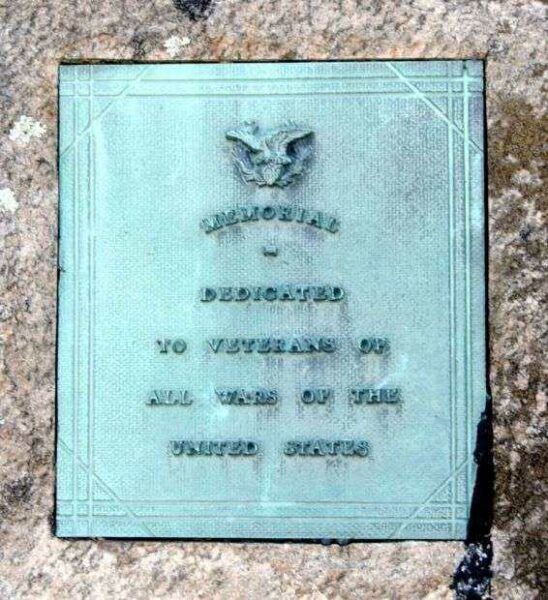 MEMORIAL
-
DEDICATED
TO VETERANS OF
ALL WARS OF THE
UNITED STATES